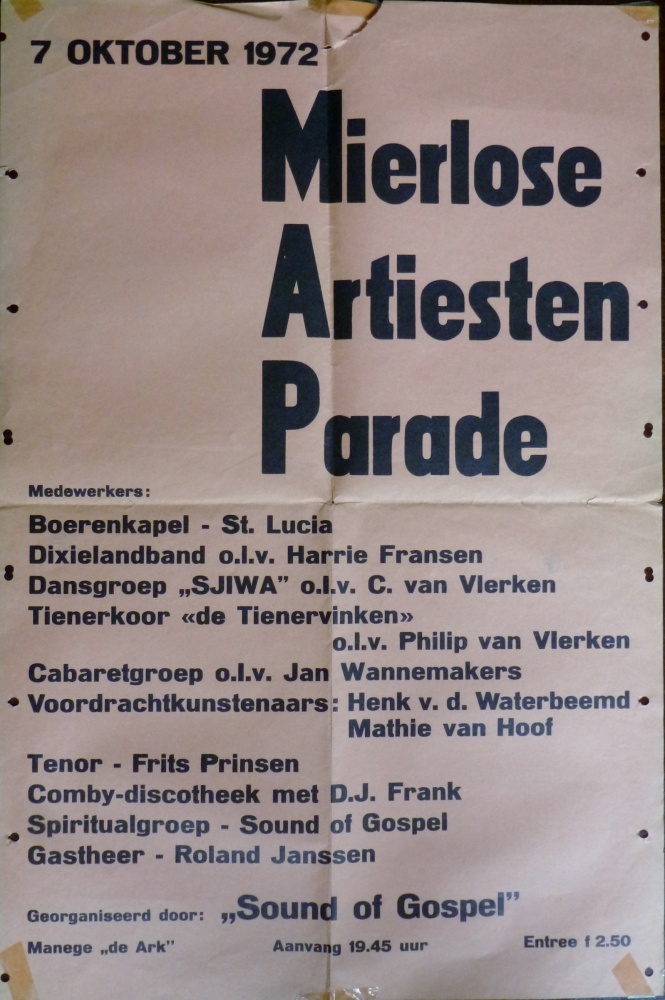 7 OKTOBER 1972
Mierlose
Artiesten
Parade
Medewerkers:
Boerenkapel - St. Lucia
Dixielandband o.l.v. Harrie Fransen
Dansgroep „SJIWA” o.l.v. C. van Vlerken
Tienerkoor «de Tienervinken»
o.l.v. Philip van Vlerken
Cabaretgroep o.l.v. Jan Wannemakers
Voordrachtkunstenaars: Henk v. d. Waterbeemd
Mathie van Hoof
Tenor - Frits Prinsen
Comby-discotheek met D.J. Frank
Spiritualgroep - Sound of Gospel
Gastheer - Roland Janssen
Georganiseerd door: „Sound of Gospel”
Manege „de Ark” Aanvang 19.45 uur Entree f 2.50